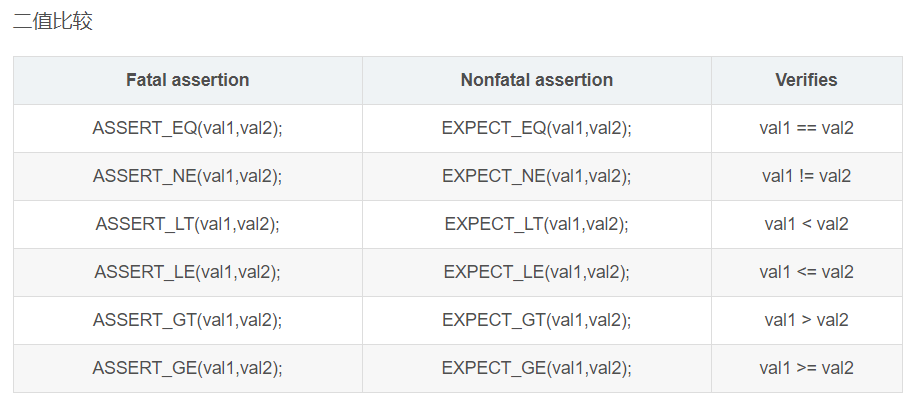 二值比较
Fatal assertion Nonfatal assertion Verifies
ASSERT_EQ(val1,val2); EXPECT_EQ(val1,val2); val1 == val2
ASSERT_NE(val1,val2); EXPECT_NE(val1,val2); val1 != val2
ASSERT_LT(val1,val2); EXPECT_LT(val1,val2); val1 < val2
ASSERT_LE(val1,val2); EXPECT_LE(val1,val2); val1 <= val2
ASSERT_GT(val1,val2); EXPECT_GT(val1,val2); val1 > val2
ASSERT_GE(val1,val2); EXPECT_GE(val1,val2); val1 >= val2